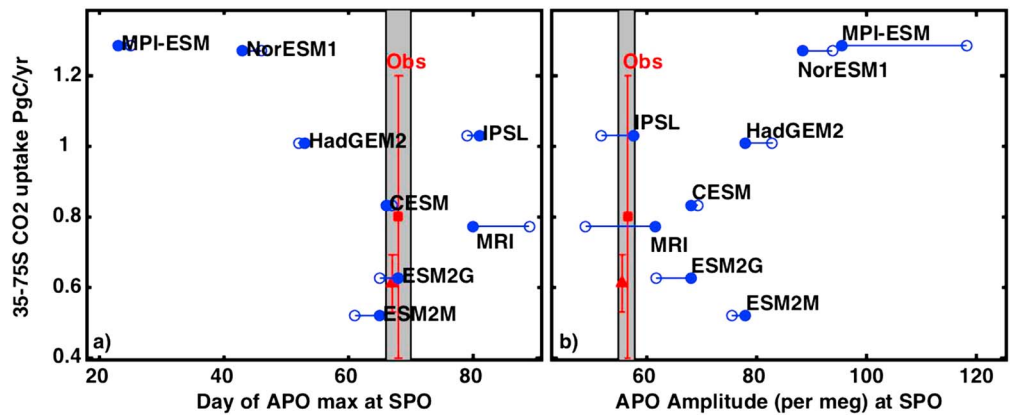 35-75S CO2 uptake PgC/yr
1.2
1
0.8
0.6
0.4
MPI-ESM
NorESM1
Obs
HadGEM2
IPSL
CESM
MRI
ESM2G
ESM2M
a)
20
40
60
80
Day of APO max at SPO
MPI-ESM
Obs
NorESM1
IPSL
HadGEM2
CESM
MRI
ESM2G
ESM2M
b)
60
80
100
120
APO Amplitude (per meg) at SPO